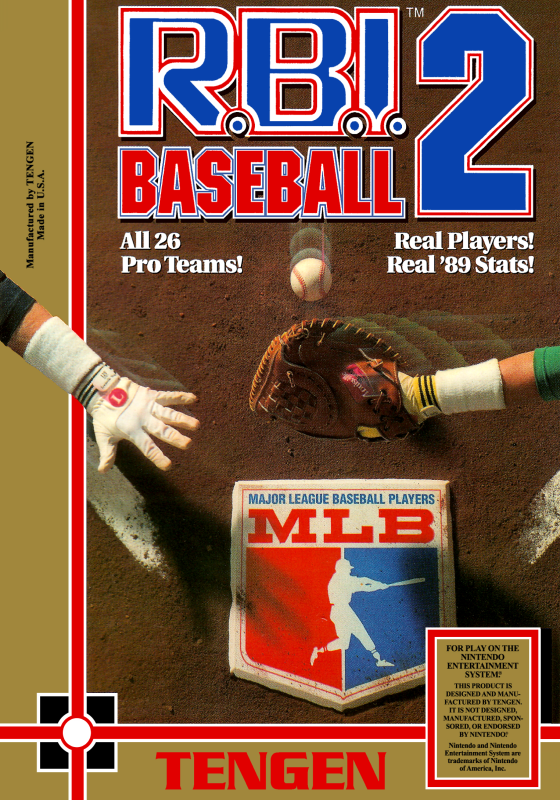 R.B.I.™ 2
BASEBALL
All 26
Pro Teams!
Real Players!
Real '89 Stats!
Manufactured by TENGEN
Made in U.S.A.
L
MAJOR LEAGUE BASEBALL PLAYERS
MLB
FOR PLAY ON THE
NINTENDO
ENTERTAINMENT
SYSTEM®
THIS PRODUCT IS
DESIGNED AND MANU-
FACTURED BY TENGEN.
IT IS NOT DESIGNED,
MANUFACTURED, SPON-
SORED, OR ENDORSED
BY NINTENDO®
Nintendo and Nintendo
Entertainment System are
trademarks of Nintendo
of America, Inc.
TENGEN